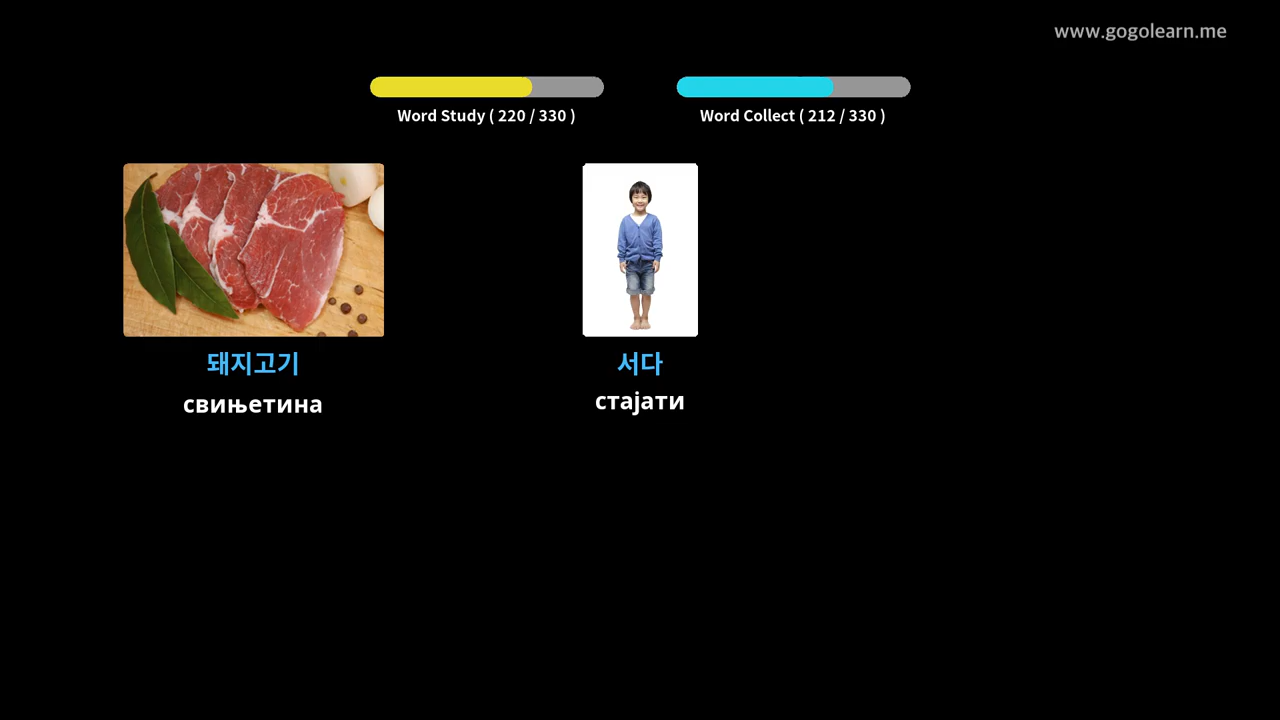 www.gogolearn.me
Word Study ( 220 / 330 )
Word Collect ( 212 / 330 )
돼지고기
свињетина
서다
стајати